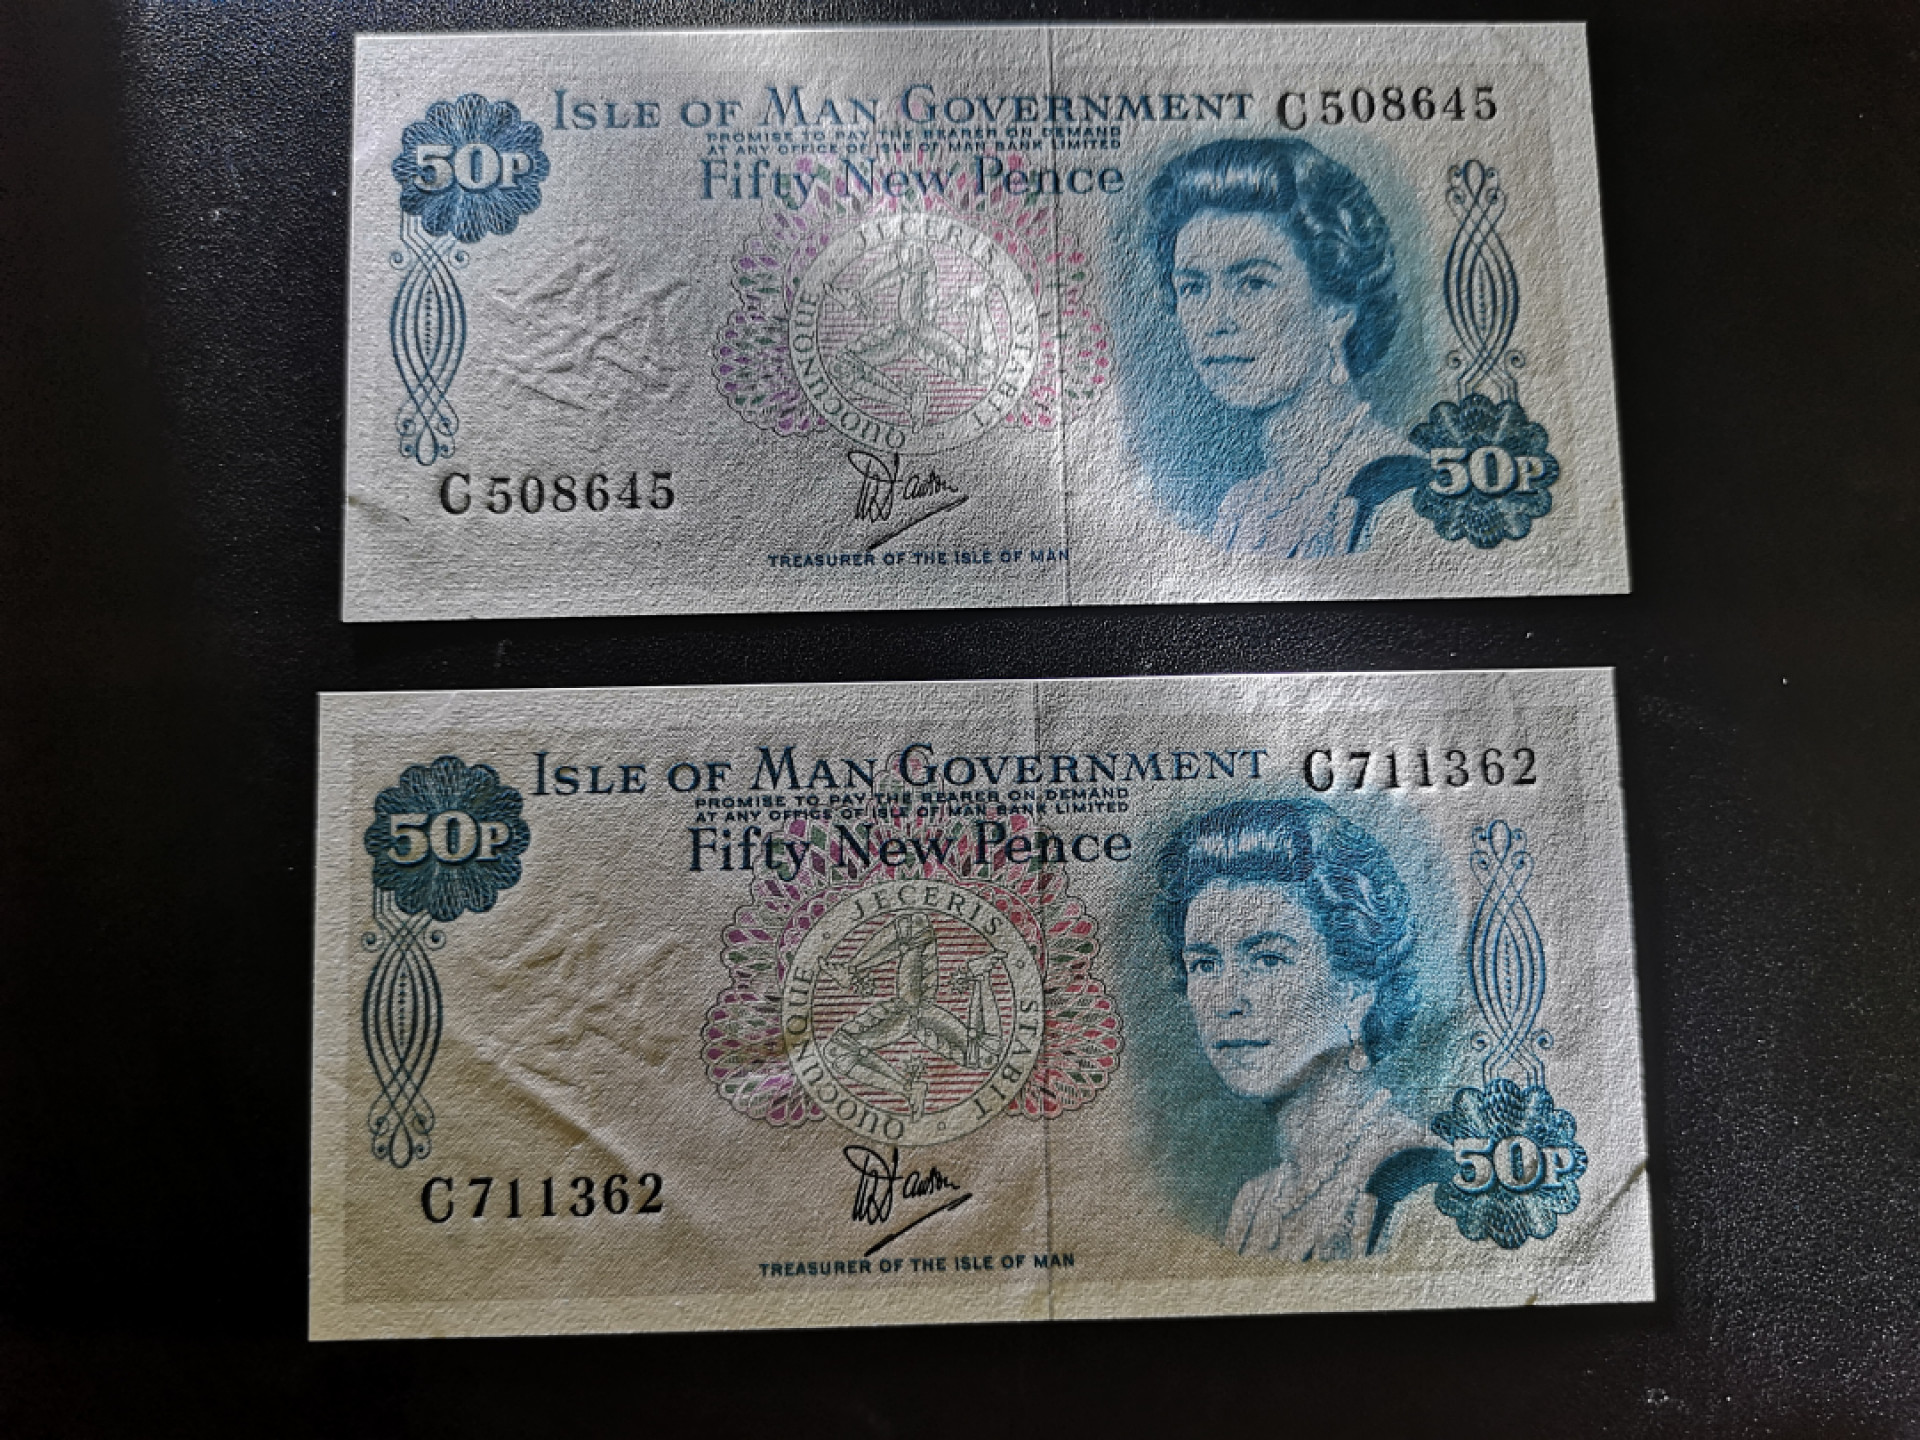 ISLE OF MAN GOVERNMENT C508645
PROMISE TO PAY THE BEARER ON DEMAND
AT ANY OFFICE OF ISLE OF MAN BANK LIMITED
50P
Fifty New Pence
QUOCUNQUE JECERIS STABIT
50P
C508645
TREASURER OF THE ISLE OF MAN
ISLE OF MAN GOVERNMENT C711362
PROMISE TO PAY THE BEARER ON DEMAND
AT ANY OFFICE OF ISLE OF MAN BANK LIMITED
50P
Fifty New Pence
QUOCUNQUE JECERIS STABIT
50P
C711362
TREASURER OF THE ISLE OF MAN